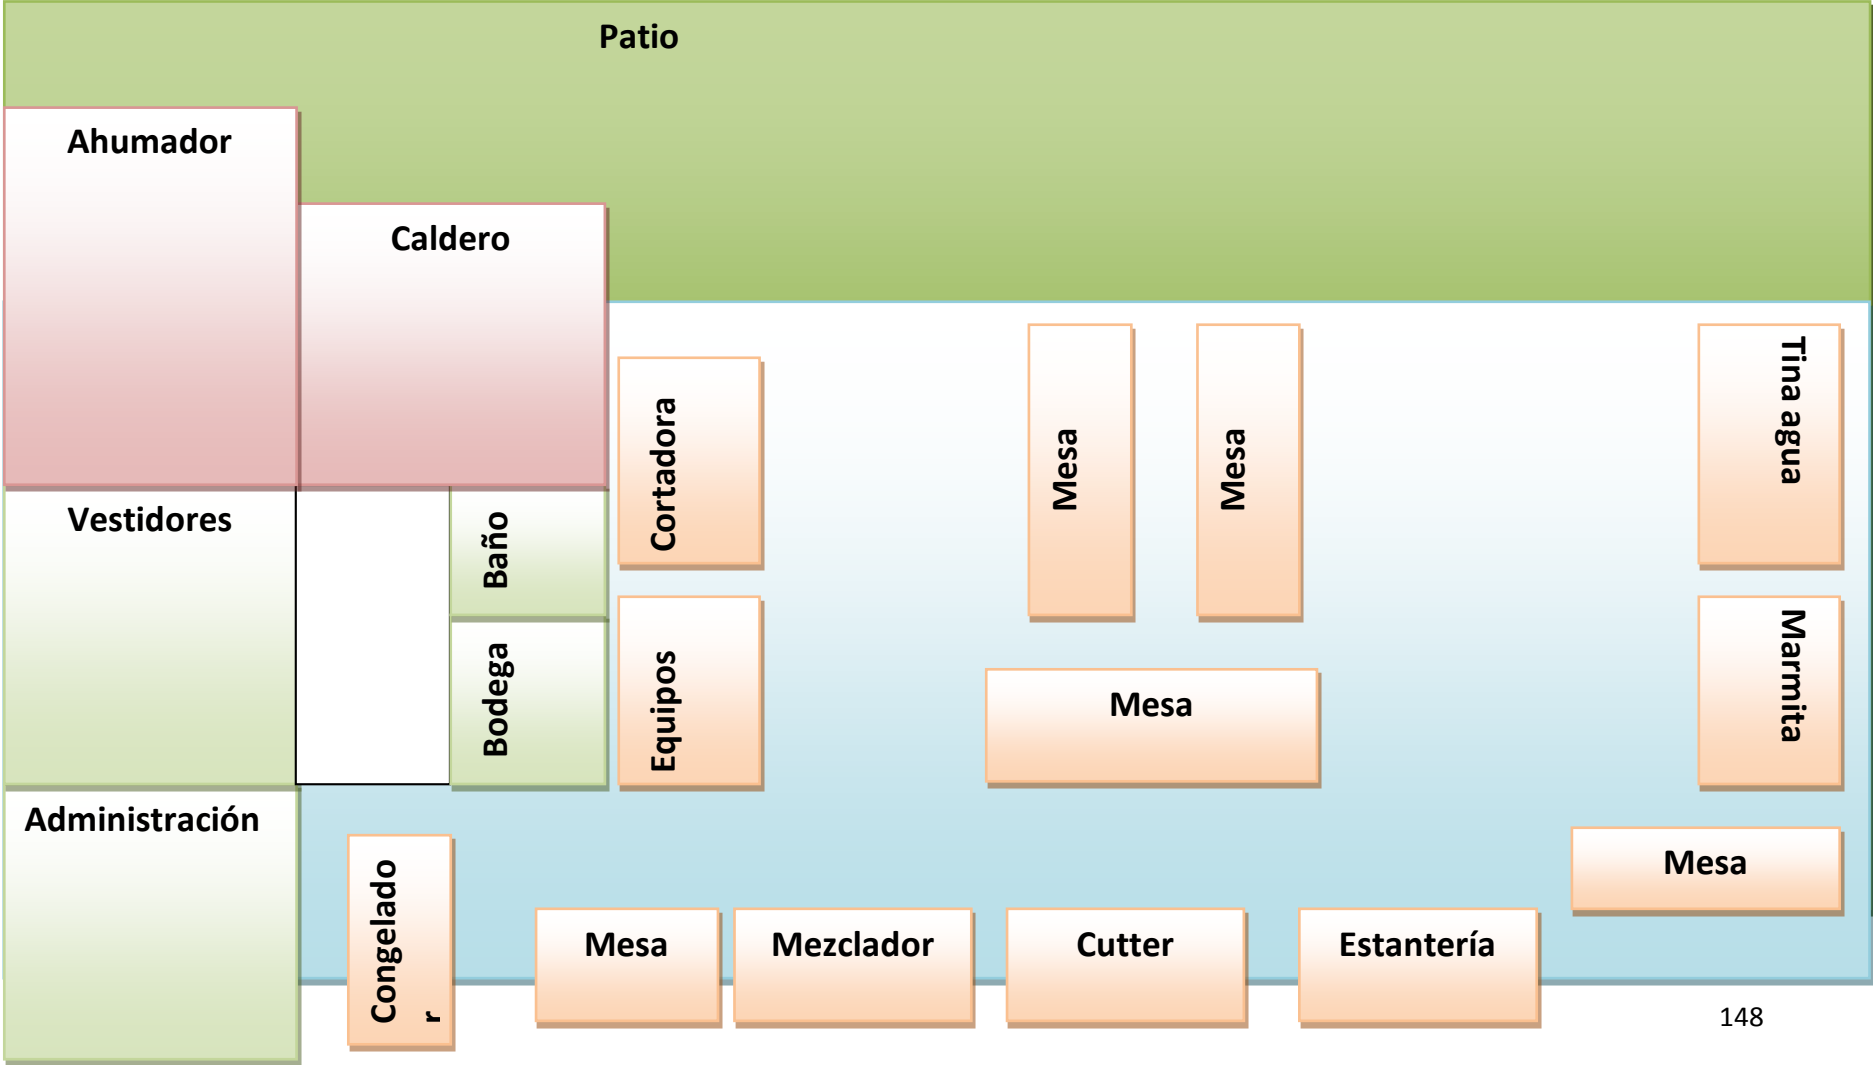 Patio
Ahumador
Caldero
Cortadora
Mesa
Mesa
Tina agua
Vestidores
Baño
Bodega
Equipos
Mesa
Marmita
Administración
Congelado
r
Mesa
Mesa
Mezclador
Cutter
Estantería
148